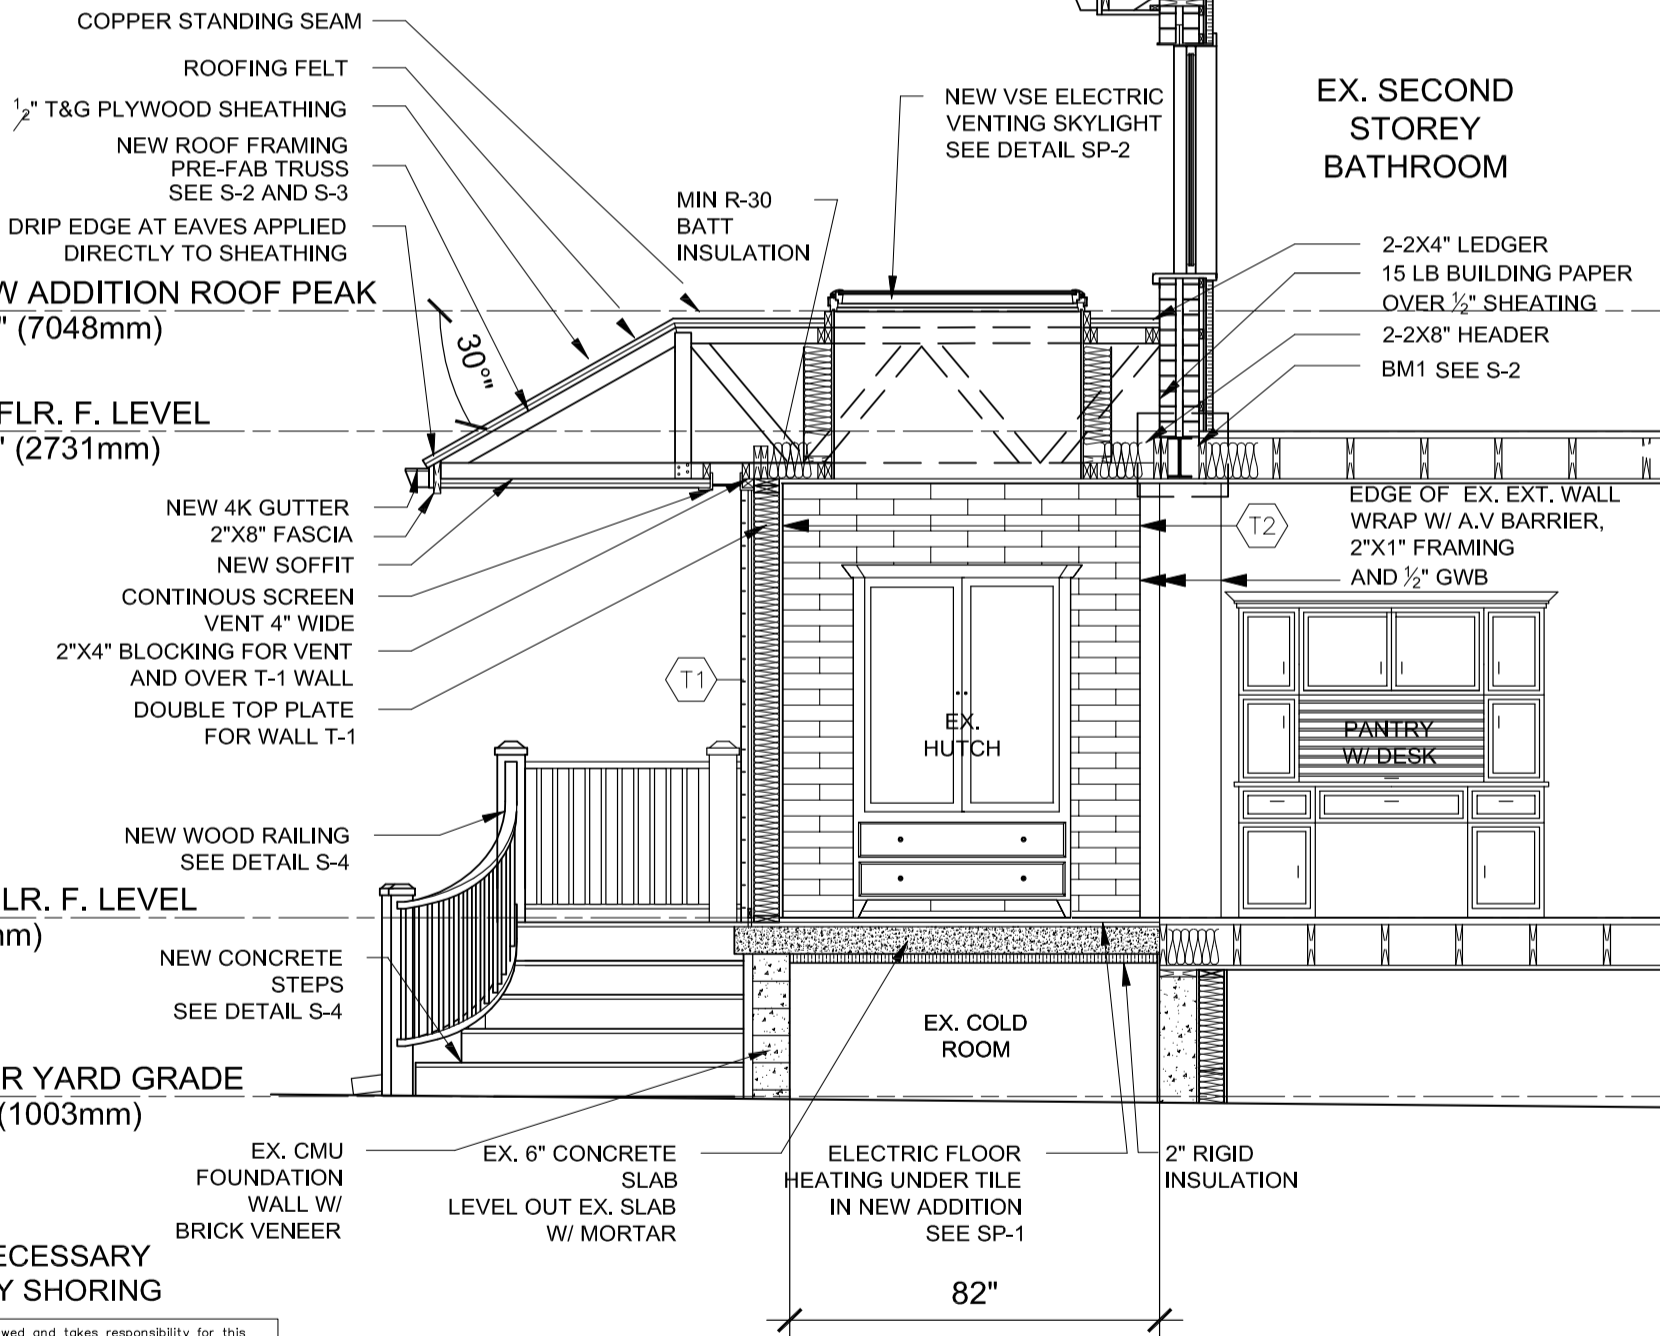 COPPER STANDING SEAM
ROOFING FELT
½" T&G PLYWOOD SHEATHING
NEW ROOF FRAMING
PRE-FAB TRUSS
SEE S-2 AND S-3
DRIP EDGE AT EAVES APPLIED
DIRECTLY TO SHEATHING
ADDITION ROOF PEAK
" (7048mm)
30°"
FLR. F. LEVEL
" (2731mm)
NEW VSE ELECTRIC
VENTING SKYLIGHT
SEE DETAIL SP-2
MIN R-30
BATT
INSULATION
EX. SECOND
STOREY
BATHROOM
2-2X4" LEDGER
15 LB BUILDING PAPER
OVER ½" SHEATING
2-2X8" HEADER
BM1 SEE S-2
NEW 4K GUTTER
2"X8" FASCIA
NEW SOFFIT
CONTINOUS SCREEN
VENT 4" WIDE
2"X4" BLOCKING FOR VENT
AND OVER T-1 WALL
DOUBLE TOP PLATE
FOR WALL T-1
T1
T2
EDGE OF EX. EXT. WALL
WRAP W/ A.V BARRIER,
2"X1" FRAMING
AND ½" GWB
EX.
HUTCH
PANTRY
W/ DESK
NEW WOOD RAILING
SEE DETAIL S-4
LR. F. LEVEL
mm)
NEW CONCRETE
STEPS
SEE DETAIL S-4
EX. COLD
ROOM
R YARD GRADE
(1003mm)
EX. CMU
FOUNDATION
WALL W/
BRICK VENEER
EX. 6" CONCRETE
SLAB
LEVEL OUT EX. SLAB
W/ MORTAR
ELECTRIC FLOOR
HEATING UNDER TILE
IN NEW ADDITION
SEE SP-1
2" RIGID
INSULATION
ECESSARY
Y SHORING
82"
wed and takes responsibility for this